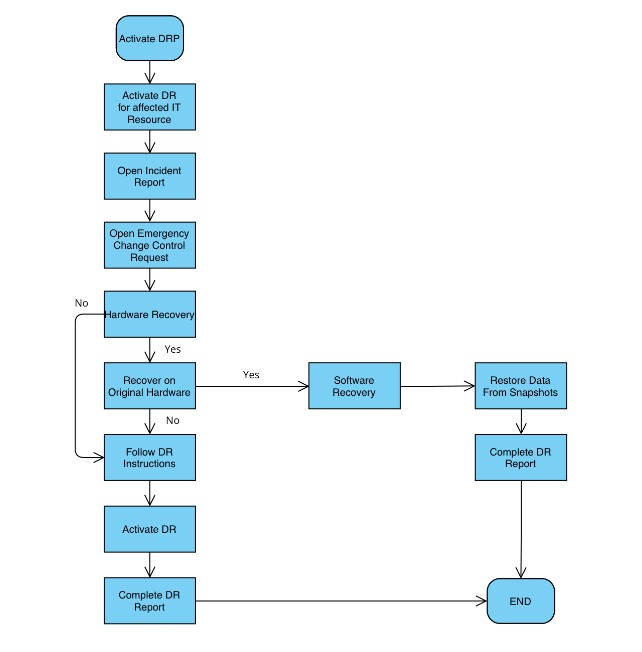 Activate DRP
Activate DR
for affected IT
Resource
Open Incident
Report
Open Emergency
Change Control
Request
No
Hardware Recovery
Yes
Recover on
Original Hardware
Yes
Software
Recovery
Restore Data
From Snapshots
No
Follow DR
Instructions
Complete DR
Report
Activate DR
Complete DR
Report
END